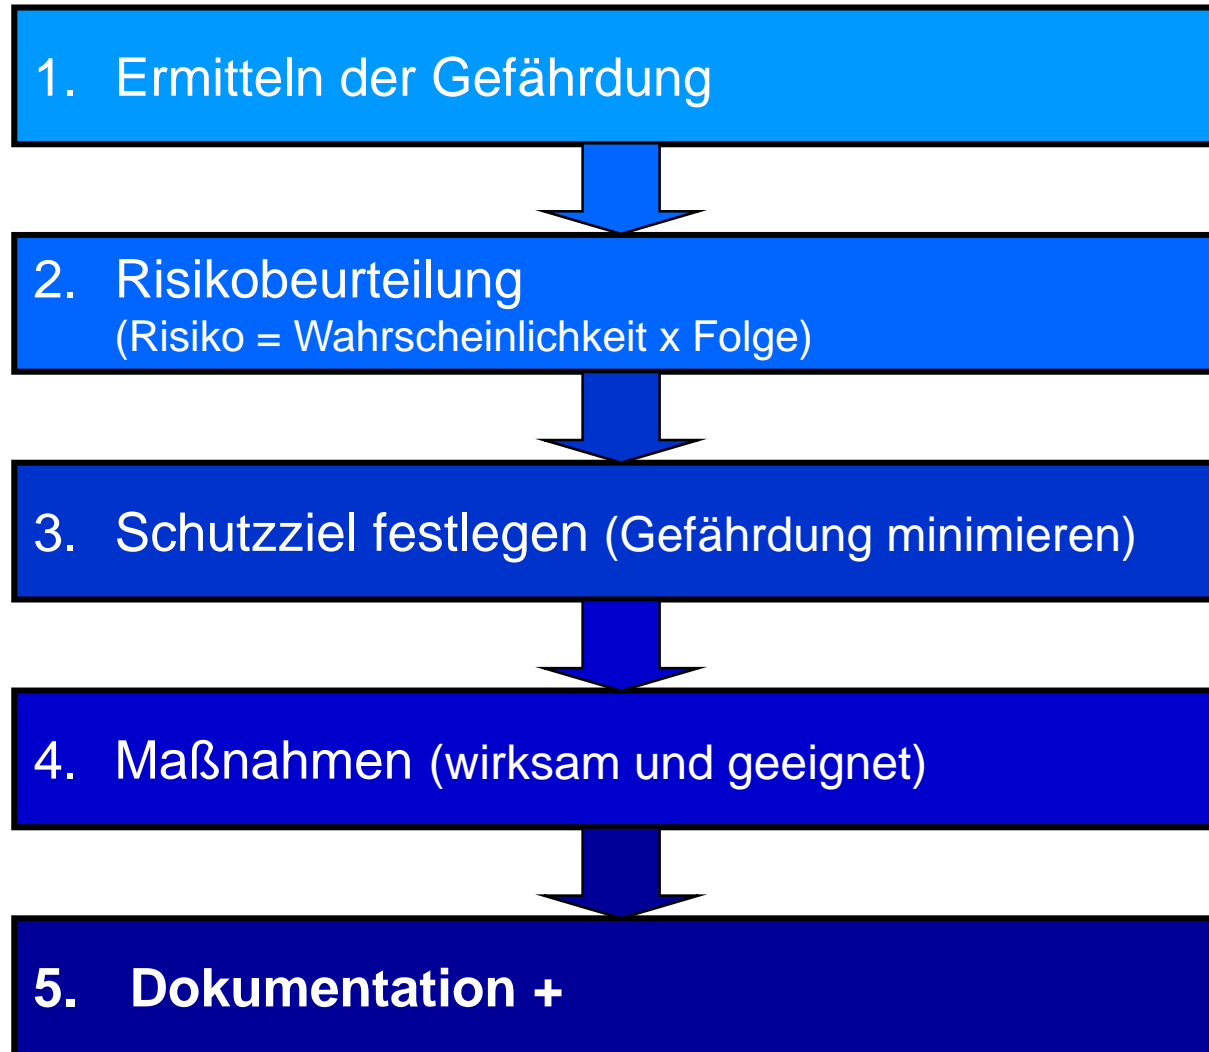 1. Ermitteln der Gefährdung
2. Risikobeurteilung
(Risiko = Wahrscheinlichkeit x Folge)
3. Schutzziel festlegen (Gefährdung minimieren)
4. Maßnahmen (wirksam und geeignet)
5. Dokumentation +